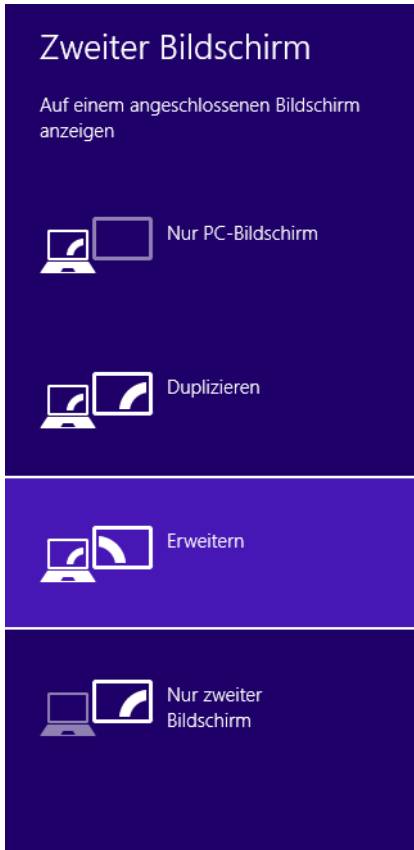 Zweiter Bildschirm
Auf einem angeschlossenen Bildschirm
anzeigen
Nur PC-Bildschirm
Duplizieren
Erweitern
Nur zweiter
Bildschirm